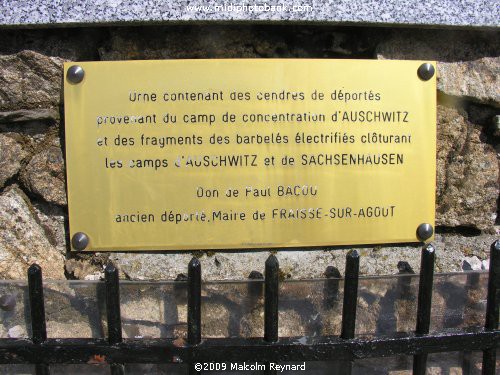 www.midiphotobank.com
Urne contenant des cendres de déportés
provenant du camp de concentration d'AUSCHWITZ
et des fragments des barbelés électrifiés clôturant
les camps d'AUSCHWITZ et de SACHSENHAUSEN
Don de Paul BACOU
ancien déporté, Maire de FRAISSE-SUR-AGOUT
©2009 Malcolm Reynard